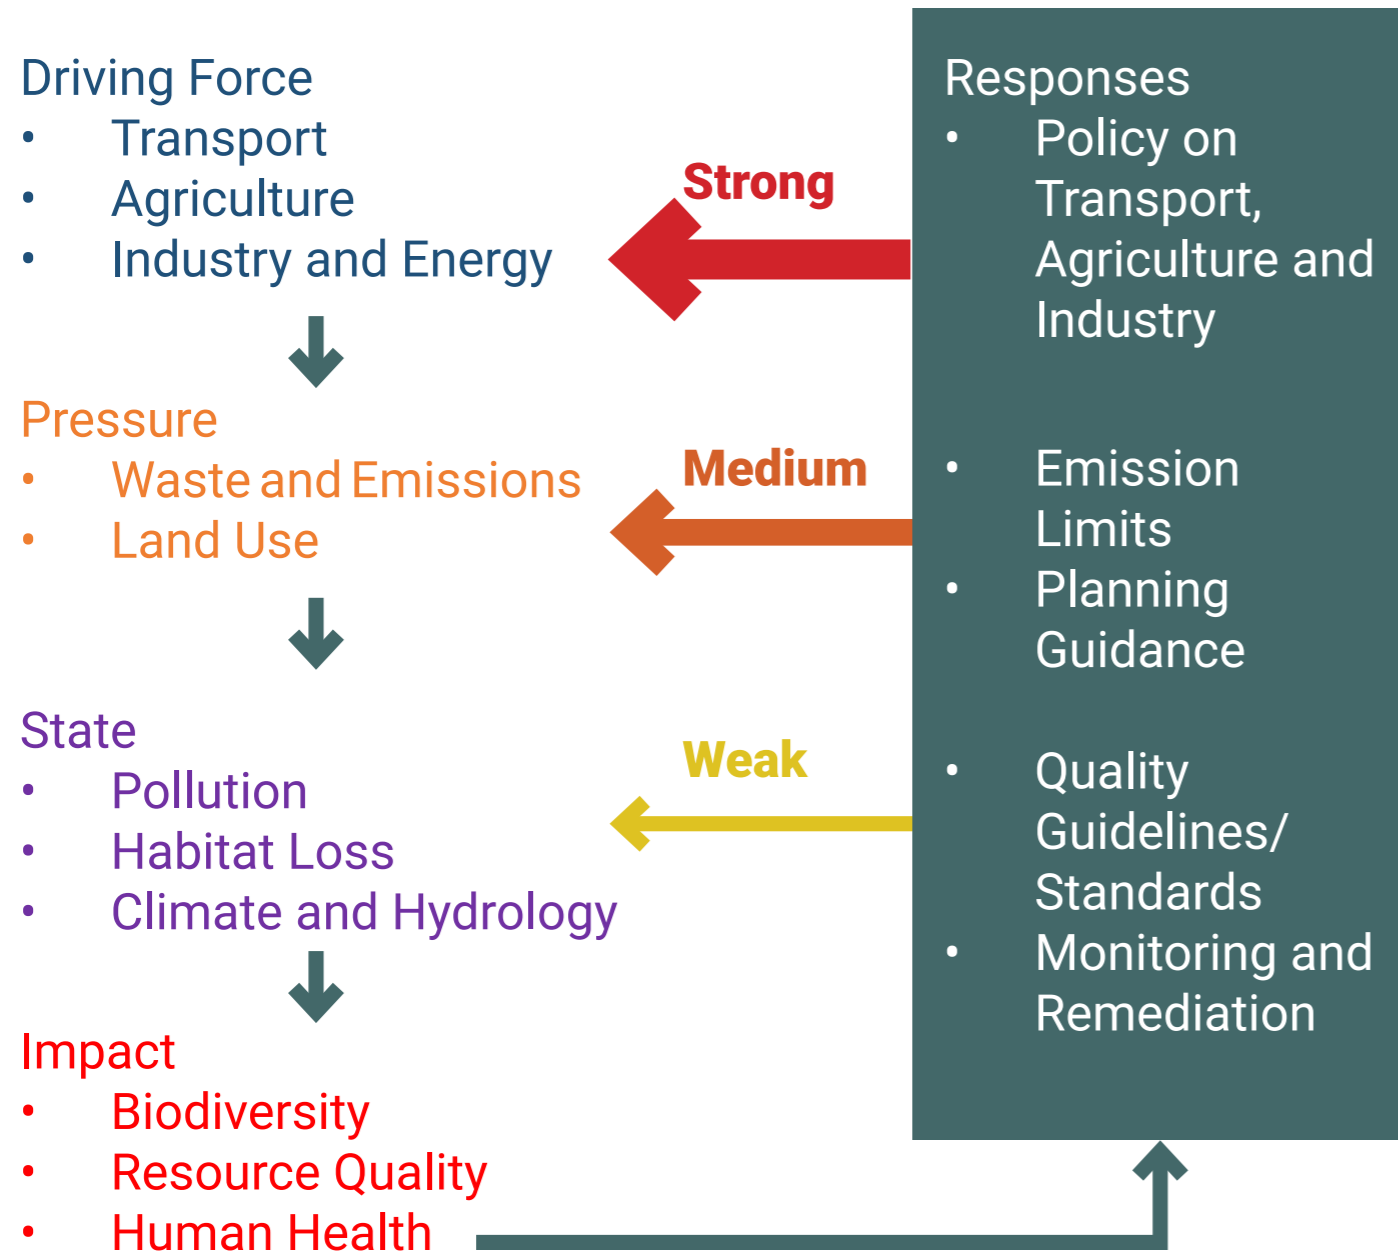 Driving Force
• Transport
• Agriculture
• Industry and Energy
Pressure
• Waste and Emissions
• Land Use
State
• Pollution
• Habitat Loss
• Climate and Hydrology
Impact
• Biodiversity
• Resource Quality
• Human Health
Strong
Medium
Weak
Responses
• Policy on
Transport,
Agriculture and
Industry
• Emission
Limits
• Planning
Guidance
• Quality
Guidelines/
Standards
• Monitoring and
Remediation